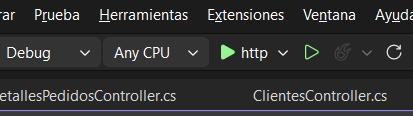 rar Prueba Herramientas Extensiones Ventana Ayuda
Debug Any CPU http
etallesPedidosController.cs ClientesController.cs